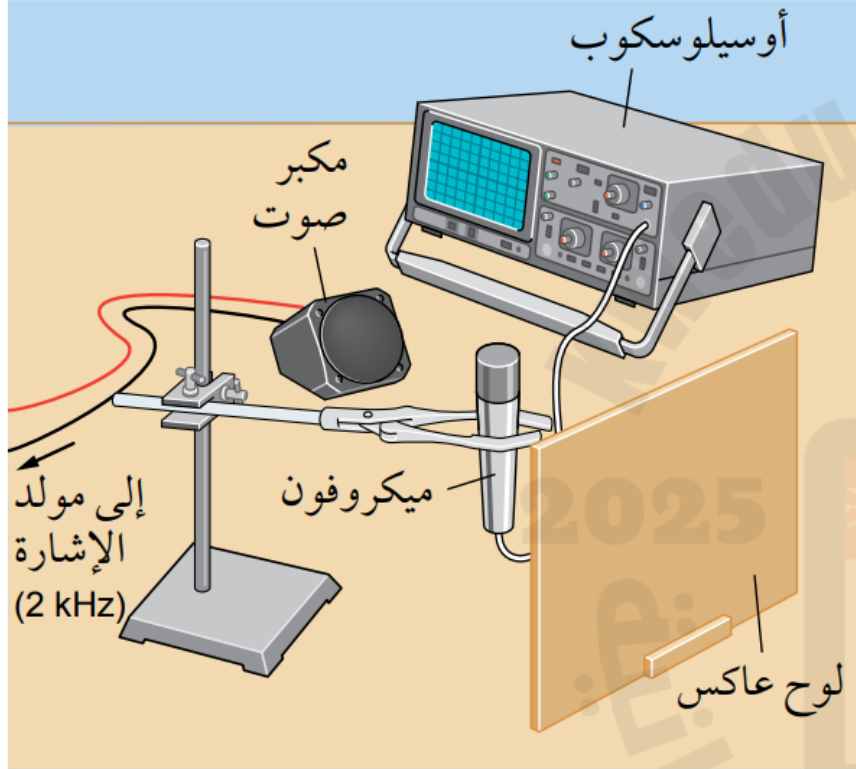 أوسيلوسكوب
مكبر
صوت
ميكروفون
إلى مولد
الإشارة
(2 kHz)
لوح عاكس
2025